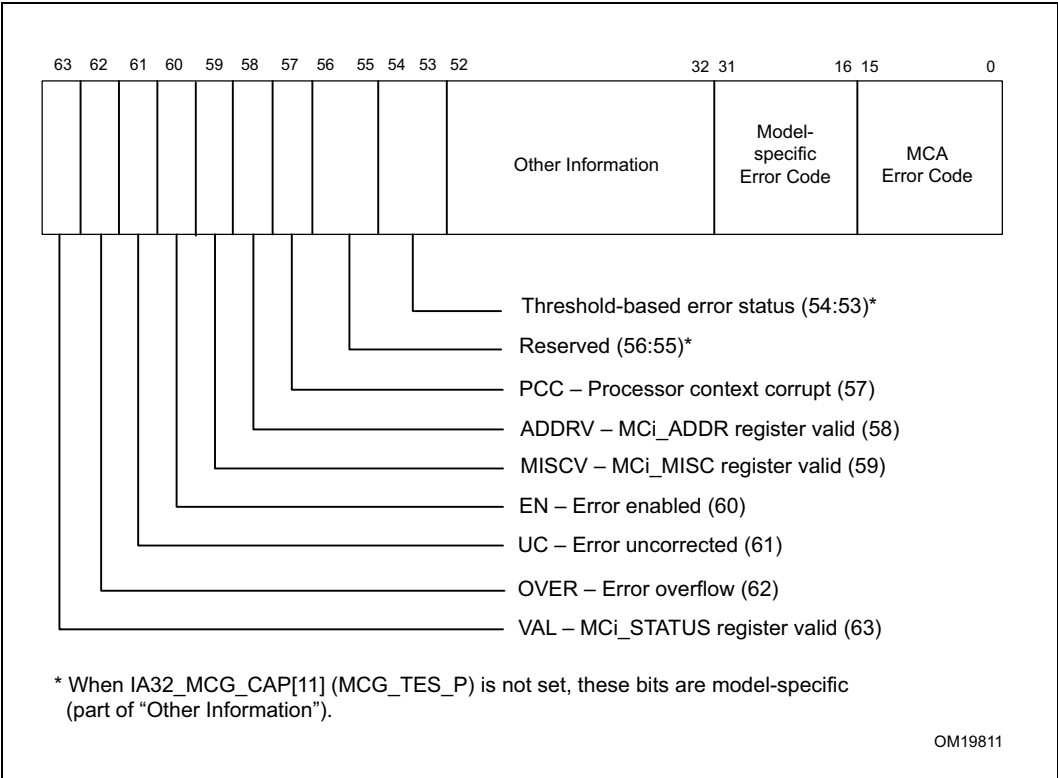 63 62 61 60 59 58 57 56 55 54 53 52 32 31 16 15 0
Other Information
Model-
specific
Error Code
MCA
Error Code
Threshold-based error status (54:53)*
Reserved (56:55)*
PCC – Processor context corrupt (57)
ADDRV – MCi_ADDR register valid (58)
MISCV – MCi_MISC register valid (59)
EN – Error enabled (60)
UC – Error uncorrected (61)
OVER – Error overflow (62)
VAL – MCi_STATUS register valid (63)
* When IA32_MCG_CAP[11] (MCG_TES_P) is not set, these bits are model-specific
(part of “Other Information”).
OM19811